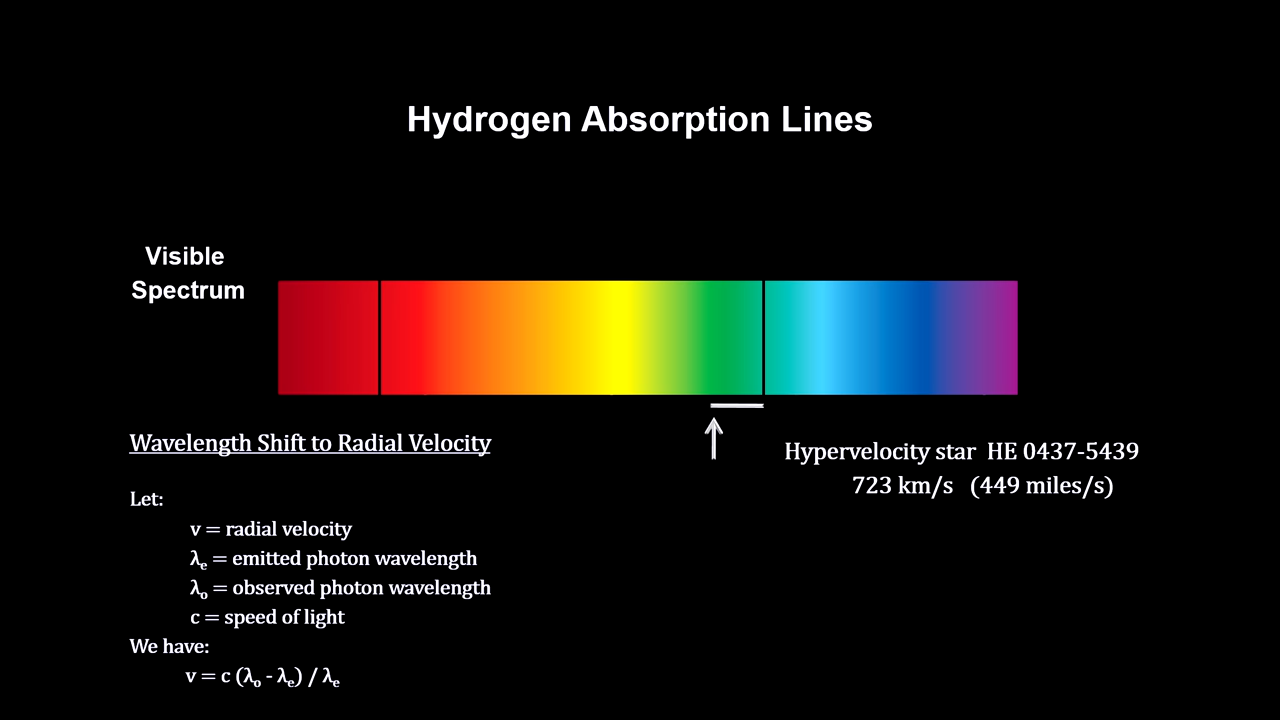 Hydrogen Absorption Lines
Visible
Spectrum
Wavelength Shift to Radial Velocity
Let:
v = radial velocity
λₑ = emitted photon wavelength
λₒ = observed photon wavelength
c = speed of light
We have:
v = c (λₒ - λₑ) / λₑ
Hypervelocity star HE 0437-5439
723 km/s (449 miles/s)